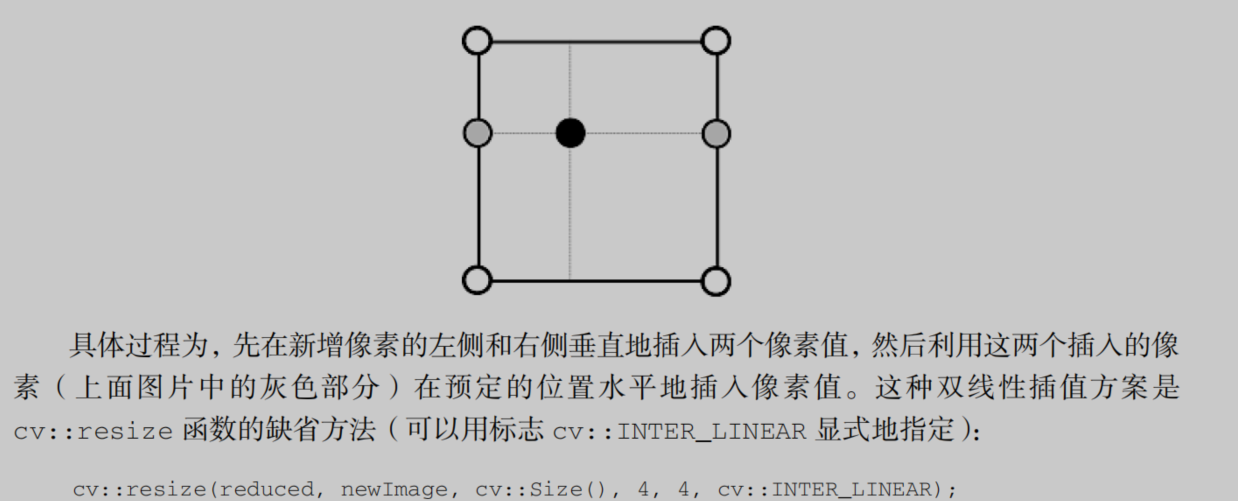 具体过程为，先在新增像素的左侧和右侧垂直地插入两个像素值，然后利用这两个插入的像
素（上面图片中的灰色部分）在预定的位置水平地插入像素值。这种双线性插值方案是
cv::resize 函数的缺省方法（可以用标志 cv::INTER_LINEAR 显式地指定）：
cv::resize(reduced, newImage, cv::Size(), 4, 4, cv::INTER_LINEAR);